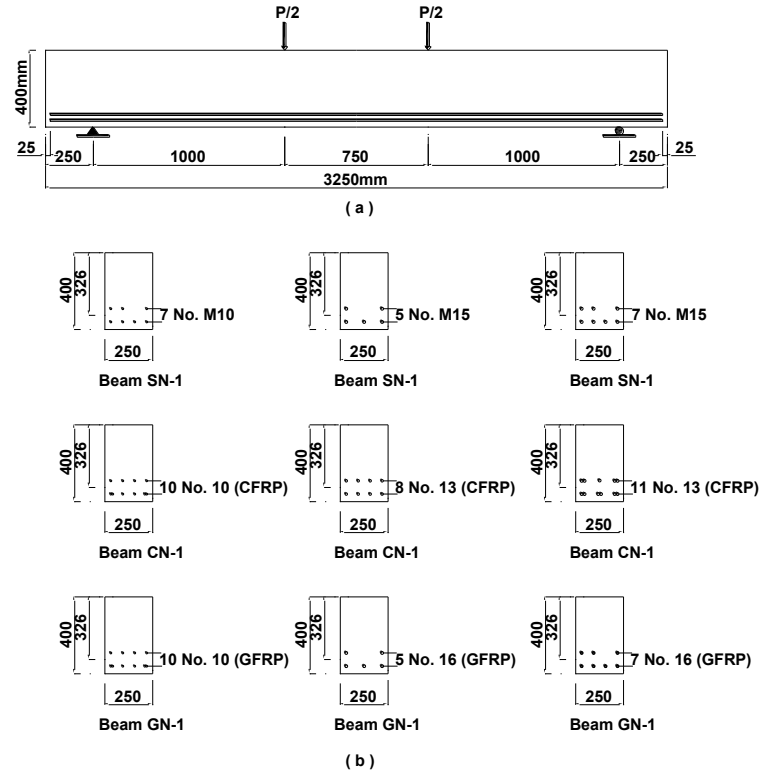 P/2 P/2
400mm
25 250 1000 750 1000 250 25
3250mm
( a )
400 326 7 No. M10
250
Beam SN-1
400 326 5 No. M15
250
Beam SN-1
400 326 7 No. M15
250
Beam SN-1
400 326 10 No. 10 (CFRP)
250
Beam CN-1
400 326 8 No. 13 (CFRP)
250
Beam CN-1
400 326 11 No. 13 (CFRP)
250
Beam CN-1
400 326 10 No. 10 (GFRP)
250
Beam GN-1
400 326 5 No. 16 (GFRP)
250
Beam GN-1
400 326 7 No. 16 (GFRP)
250
Beam GN-1
( b )